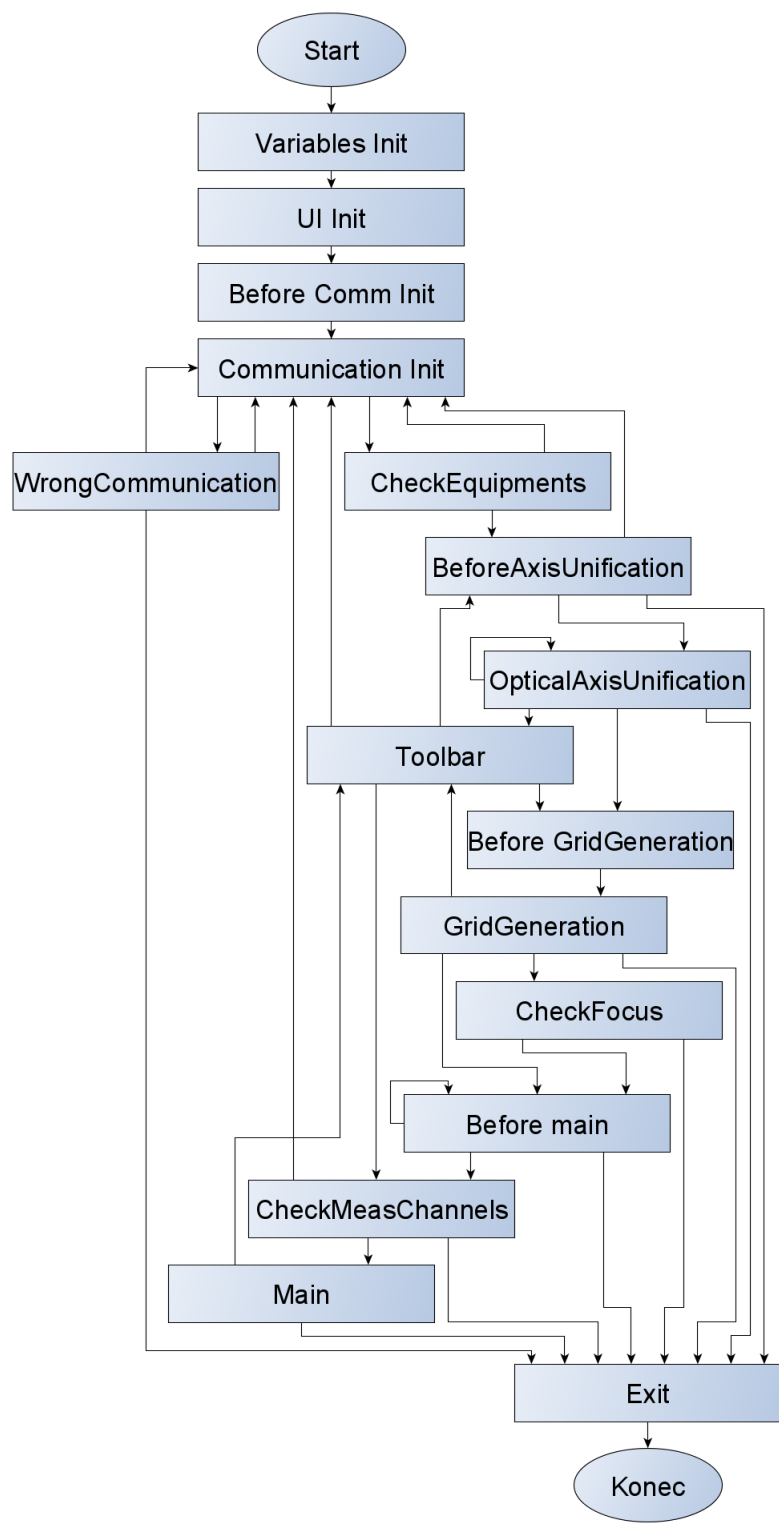 Start
Variables Init
UI Init
Before Comm Init
Communication Init
WrongCommunication
CheckEquipments
BeforeAxisUnification
OpticalAxisUnification
Toolbar
Before GridGeneration
GridGeneration
CheckFocus
Before main
CheckMeasChannels
Main
Exit
Konec